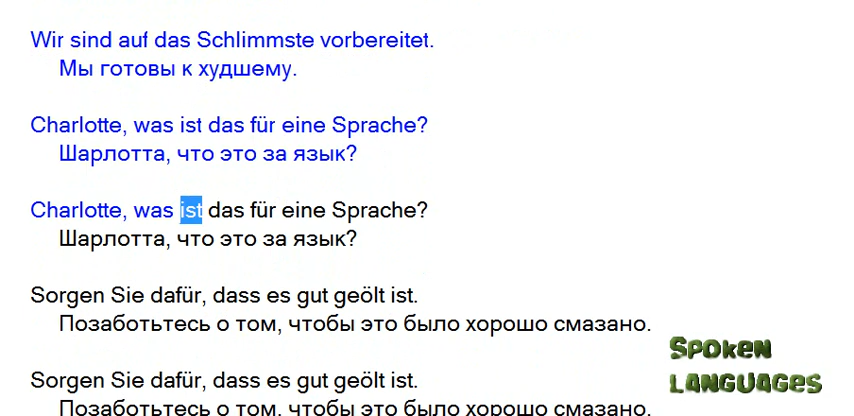 Wir sind auf das Schlimmste vorbereitet.
Мы готовы к худшему.
Charlotte, was ist das für eine Sprache?
Шарлотта, что это за язык?
Charlotte, was ist das für eine Sprache?
Шарлотта, что это за язык?
Sorgen Sie dafür, dass es gut geölt ist.
Позаботьтесь о том, чтобы это было хорошо смазано.
Sorgen Sie dafür, dass es gut geölt ist.
Позаботьтесь о том, чтобы это было хорошо смазано.
Spoken
Languages